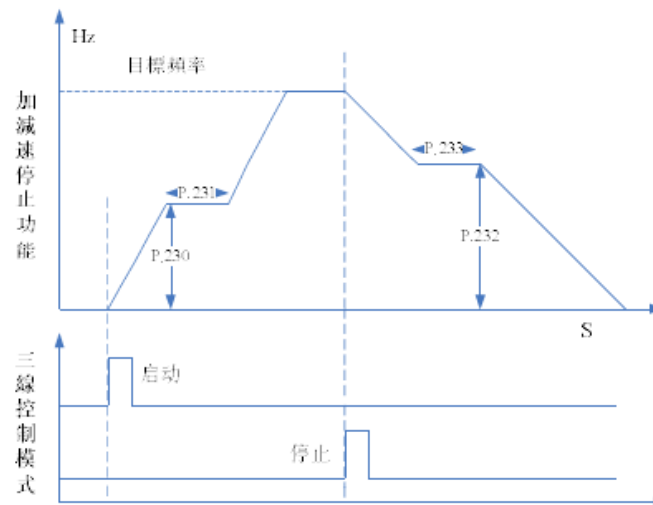 Hz
目標頻率
加減速停止功能
P.231
P.230
P.233
P.232
S
三線控制模式
启动
停止